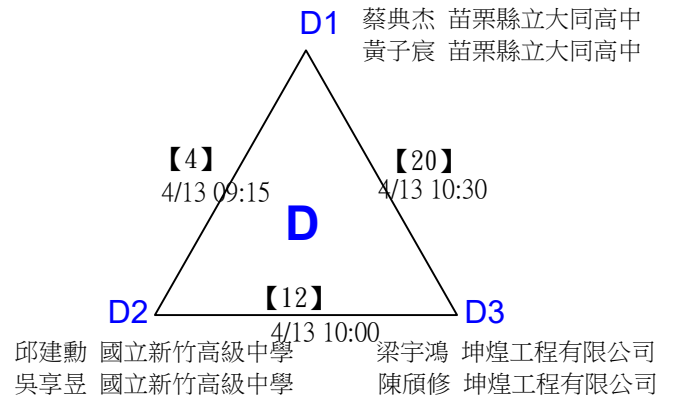 D1
蔡典杰 苗栗縣立大同高中
黃子宸 苗栗縣立大同高中
【4】
4/13 09:15
【20】
4/13 10:30
D
【12】
4/13 10:00
D2
D3
邱建勳 國立新竹高級中學
吳享昱 國立新竹高級中學
梁宇鴻 坤煌工程有限公司
陳頎修 坤煌工程有限公司